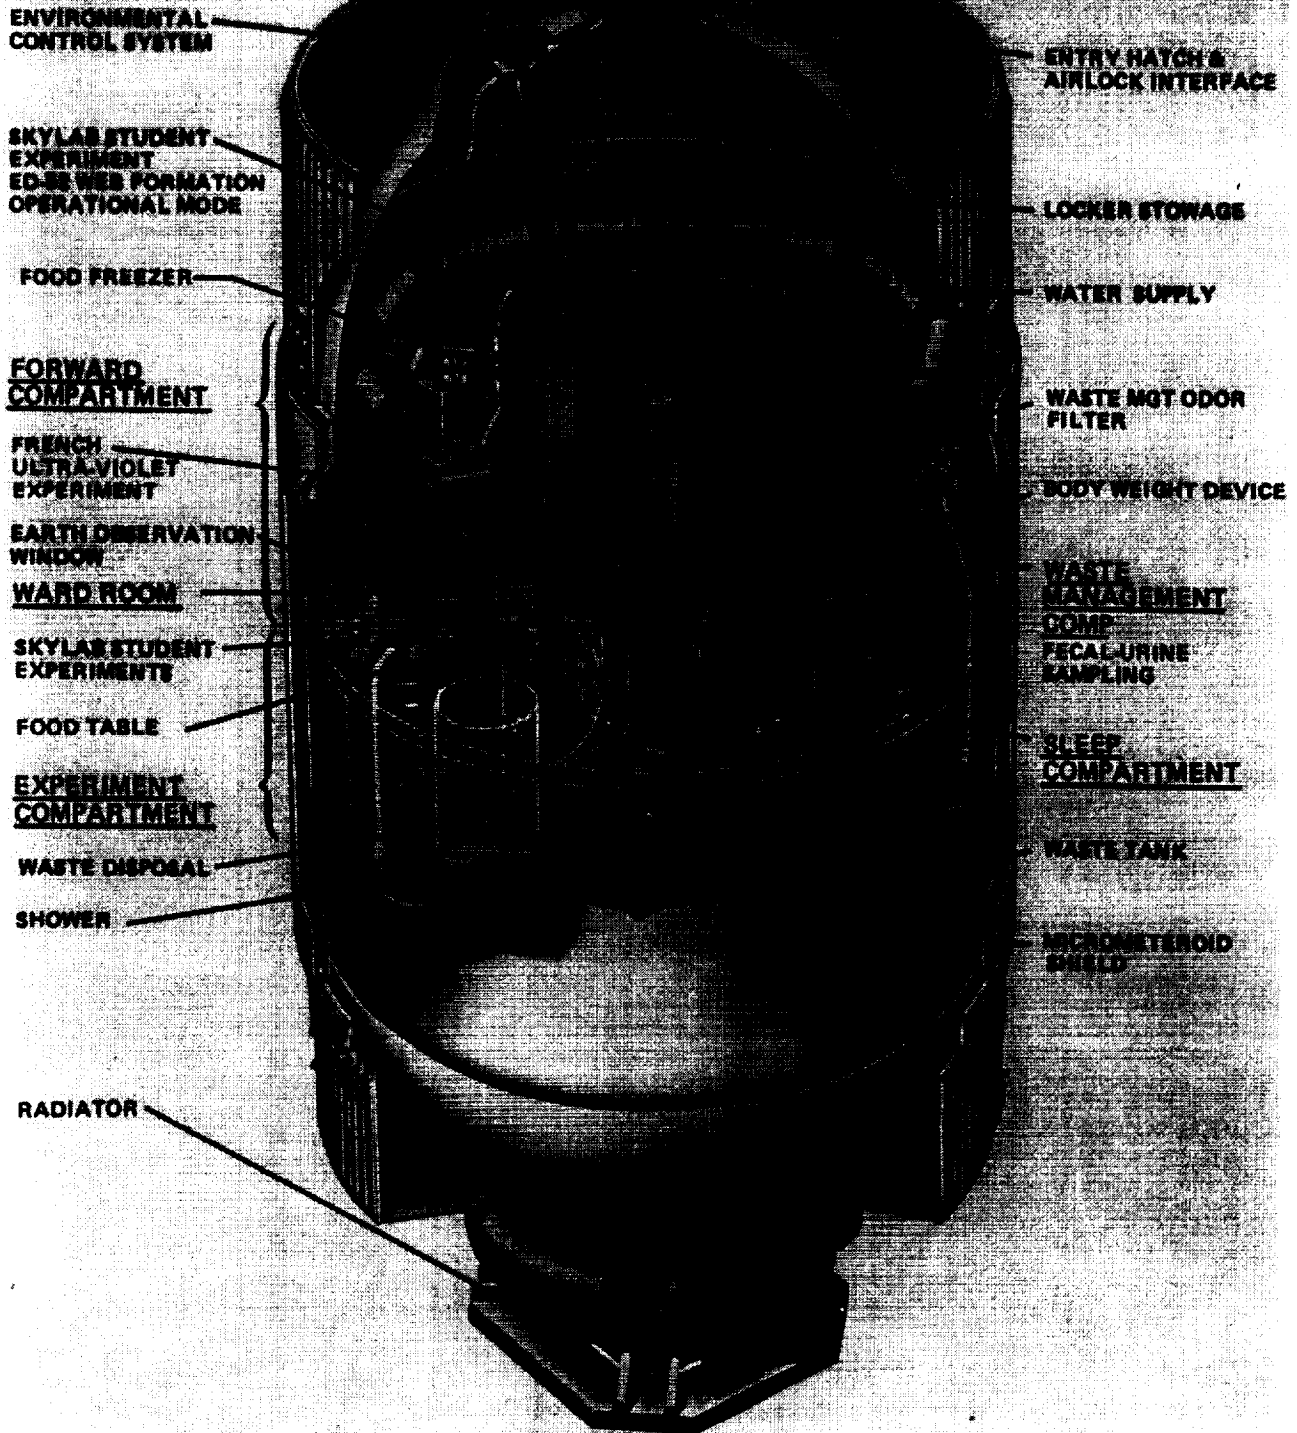 ENVIRONMENTAL
CONTROL SYSTEM
SKYLAB STUDENT
EXPERIMENT
ED-52 WEB FORMATION
OPERATIONAL MODE
FOOD FREEZER
FORWARD
COMPARTMENT
FRENCH
ULTRA-VIOLET
EXPERIMENT
EARTH OBSERVATION
WINDOW
WARD ROOM
SKYLAB STUDENT
EXPERIMENTS
FOOD TABLE
EXPERIMENT
COMPARTMENT
WASTE DISPOSAL
SHOWER
RADIATOR
ENTRY HATCH &
AIRLOCK INTERFACE
LOCKER STOWAGE
WATER SUPPLY
WASTE MGT ODOR
FILTER
BODY WEIGHT DEVICE
WASTE
MANAGEMENT
COMP
FECAL-URINE
SAMPLING
SLEEP
COMPARTMENT
WASTE TANK
MICROMETEROID
SHIELD